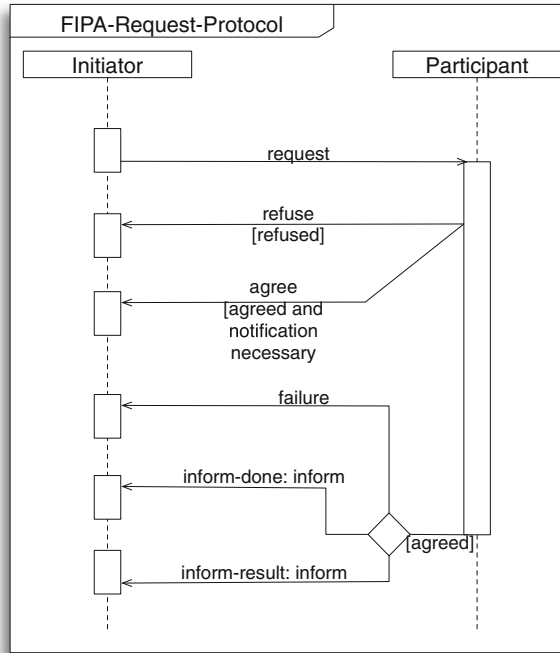 FIPA-Request-Protocol
Initiator
Participant
request
refuse
[refused]
agree
[agreed and
notification
necessary
failure
inform-done: inform
[agreed]
inform-result: inform